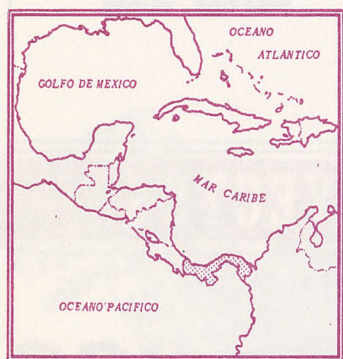 OCEANO
ATLANTICO
GOLFO DE MEXICO
MAR CARIBE
OCEANO PACIFICO